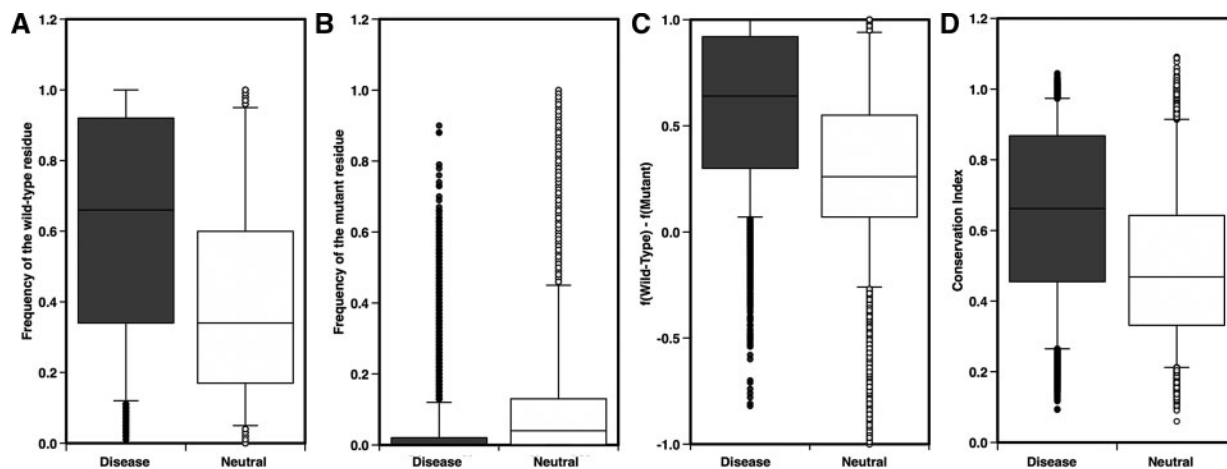 A
Frequency of the wild-type residue
1.2
1.0
0.8
0.6
0.4
0.2
0.0
Disease
Neutral
B
Frequency of the mutant residue
1.2
1.0
0.8
0.6
0.4
0.2
0.0
Disease
Neutral
C
f(Wild-Type) - f(Mutant)
1.0
0.5
0.0
-0.5
-1.0
Disease
Neutral
D
Conservation Index
1.2
1.0
0.8
0.6
0.4
0.2
0.0
Disease
Neutral